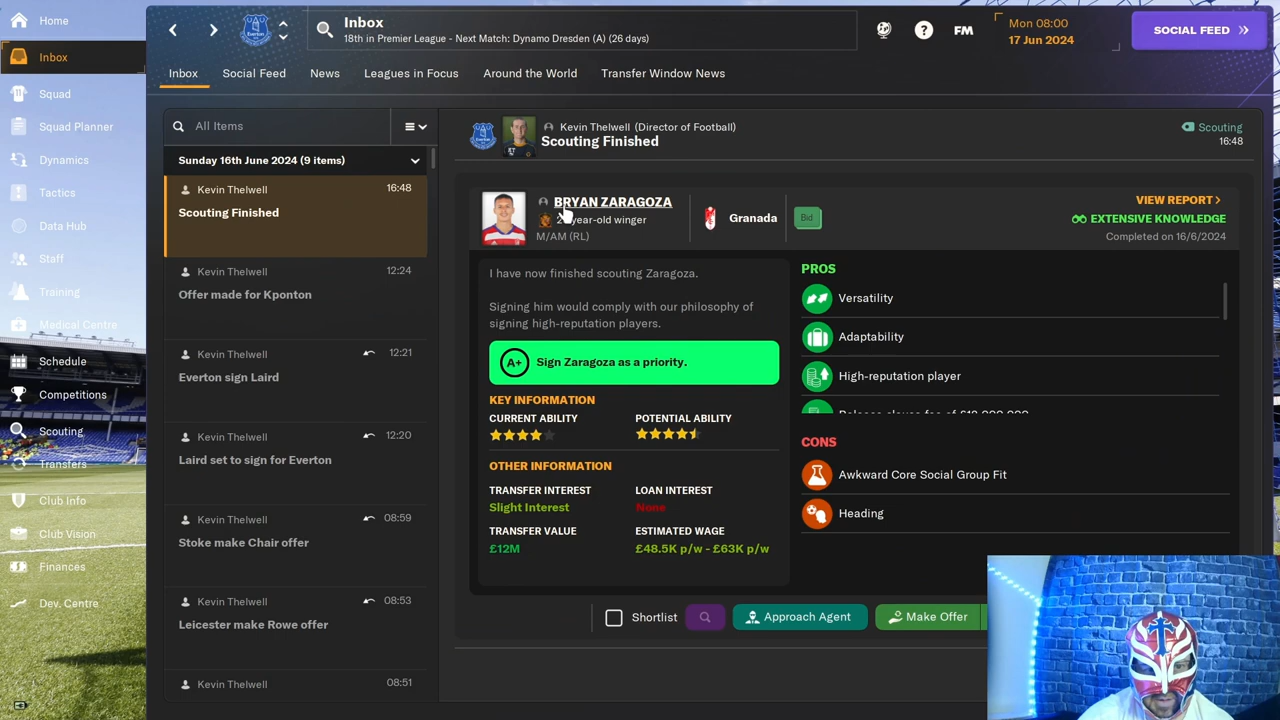 Home
Inbox
Squad
Squad Planner
Dynamics
Tactics
Data Hub
Staff
Training
Medical Centre
Schedule
Competitions
Scouting
Transfers
Club Info
Club Vision
Finances
Dev. Centre
Inbox
18th in Premier League - Next Match: Dynamo Dresden (A) (26 days)
?
FM
Mon 08:00
17 Jun 2024
SOCIAL FEED
Inbox
Social Feed
News
Leagues in Focus
Around the World
Transfer Window News
All Items
Sunday 16th June 2024 (9 items)
Kevin Thelwell 16:48
Scouting Finished
Kevin Thelwell 12:24
Offer made for Kponton
Kevin Thelwell 12:21
Everton sign Laird
Kevin Thelwell 12:20
Laird set to sign for Everton
Kevin Thelwell 08:59
Stoke make Chair offer
Kevin Thelwell 08:53
Leicester make Rowe offer
Kevin Thelwell 08:51
Kevin Thelwell (Director of Football)
Scouting Finished
Scouting
16:48
BRYAN ZARAGOZA
year-old winger
M/AM (RL)
Granada
Bid
VIEW REPORT >
EXTENSIVE KNOWLEDGE
Completed on 16/6/2024
I have now finished scouting Zaragoza.
Signing him would comply with our philosophy of
signing high-reputation players.
A+ Sign Zaragoza as a priority.
KEY INFORMATION
CURRENT ABILITY
POTENTIAL ABILITY
OTHER INFORMATION
TRANSFER INTEREST
LOAN INTEREST
Slight Interest
None
TRANSFER VALUE
ESTIMATED WAGE
£12M
£48.5K p/w - £63K p/w
PROS
Versatility
Adaptability
High-reputation player
Release clause fee of £12,000,000
CONS
Awkward Core Social Group Fit
Heading
Shortlist
Approach Agent
Make Offer